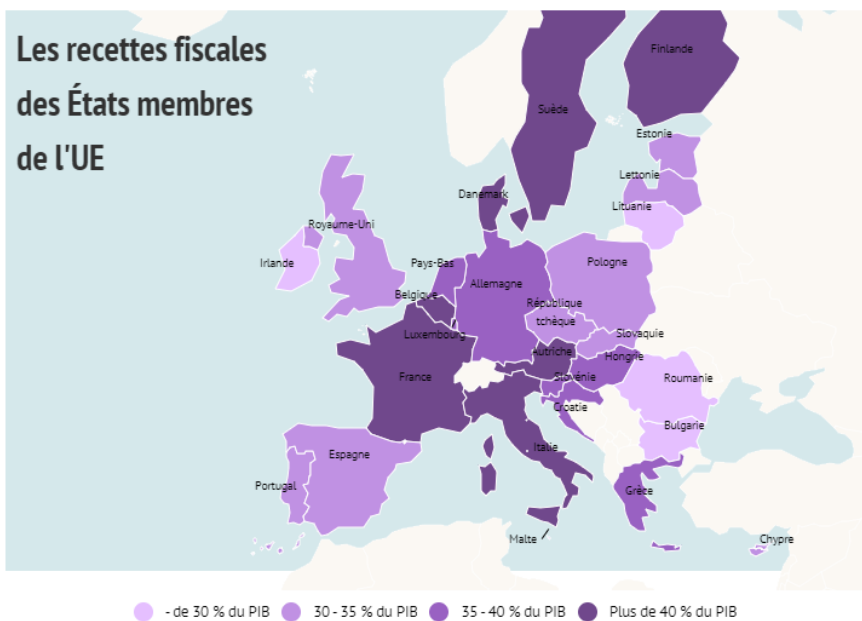 Les recettes fiscales
des États membres
de l'UE
Finlande
Suède
Estonie
Lettonie
Danemark
Lituanie
Royaume-Uni
Irlande
Pays-Bas
Pologne
Allemagne
Belgique
République
tchèque
Luxembourg
Slovaquie
Autriche
Hongrie
France
Slovénie
Roumanie
Croatie
Bulgarie
Italie
Espagne
Portugal
Grèce
Malte
Chypre
- de 30 % du PIB
30 - 35 % du PIB
35 - 40 % du PIB
Plus de 40 % du PIB